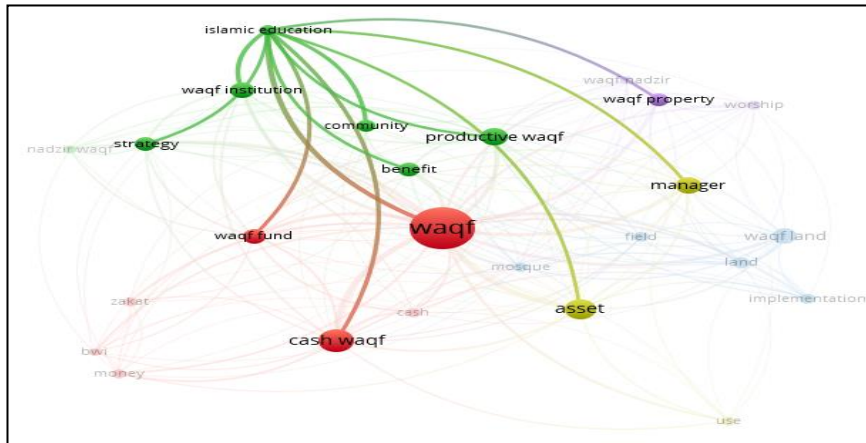 islamic education
waqf nadzir
waqf institution
waqf property
worship
community
productive waqf
strategy
nadzir waqf
benefit
manager
waqf
waqf fund
field
waqf land
mosque
land
zakat
implementation
cash
asset
cash waqf
bwi
money
use